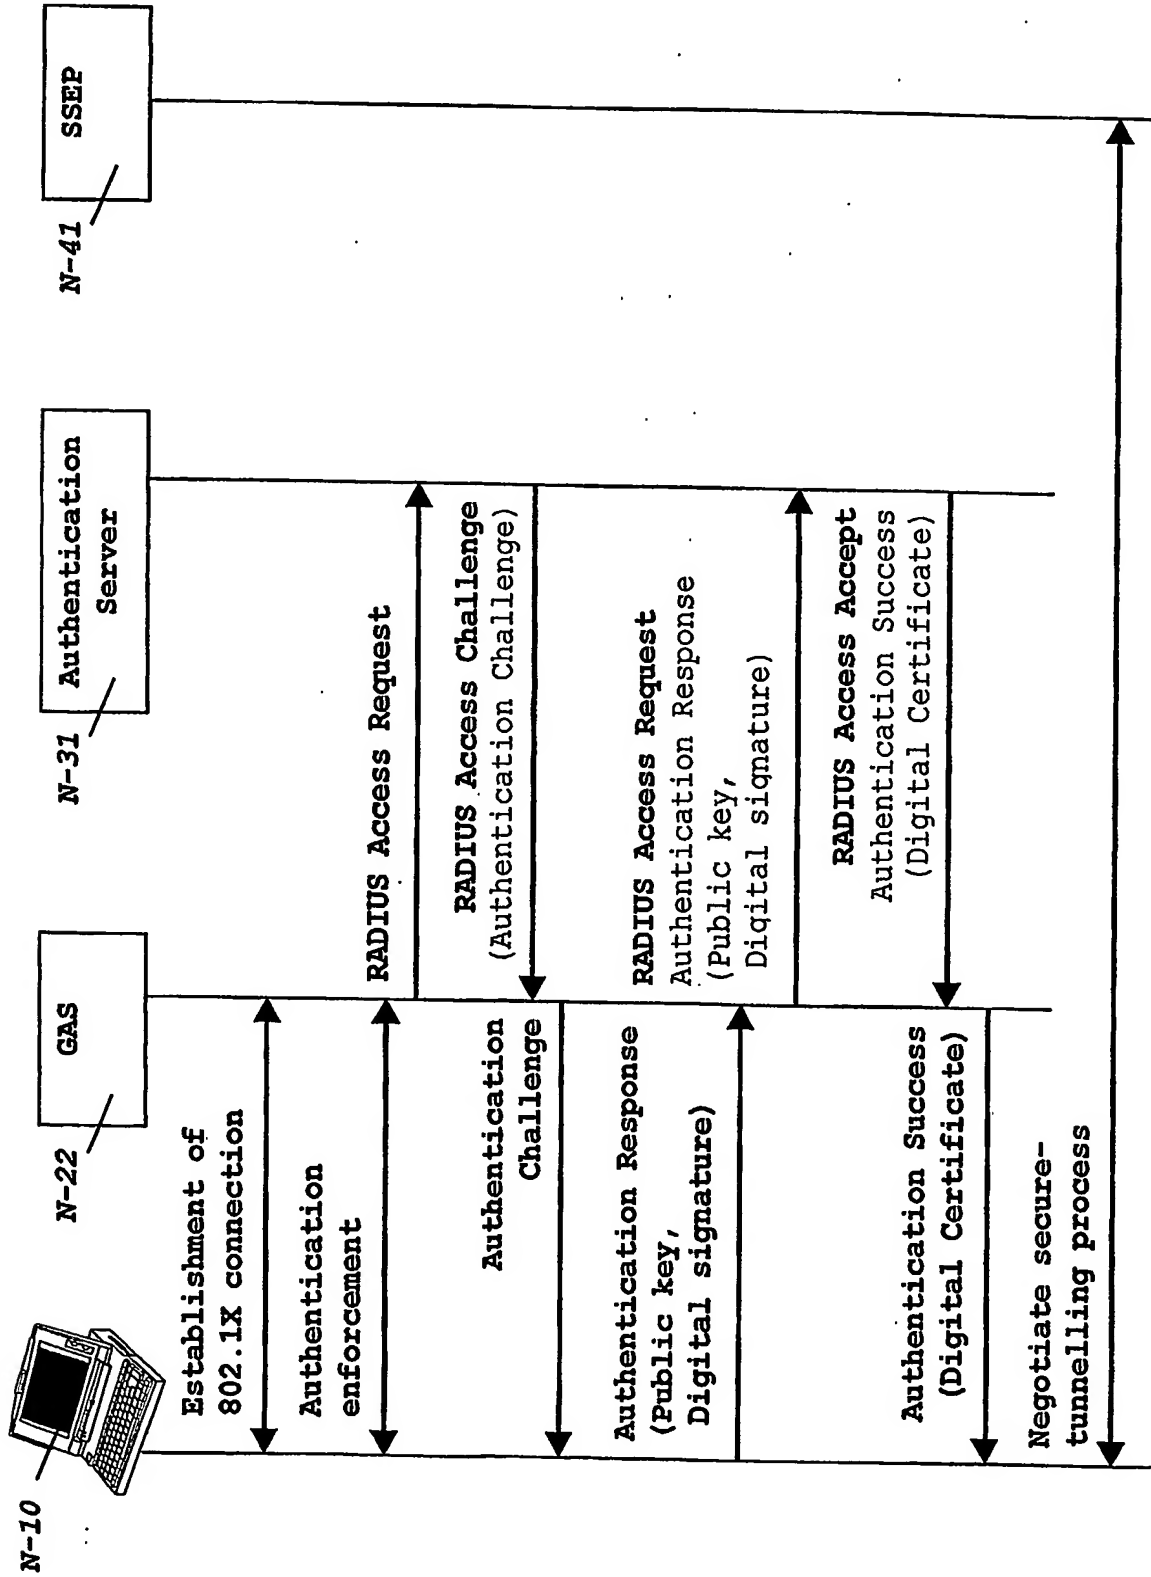 N-10
N-22
GAS
N-31
Authentication
Server
N-41
SSEP
Establishment of
802.1X connection
Authentication
enforcement
RADIUS Access Request
RADIUS Access Challenge
(Authentication Challenge)
Authentication
Challenge
Authentication Response
(Public key,
Digital signature)
RADIUS Access Request
Authentication Response
(Public key,
Digital signature)
RADIUS Access Accept
Authentication Success
(Digital Certificate)
Authentication Success
(Digital Certificate)
Negotiate secure-
tunnelling process